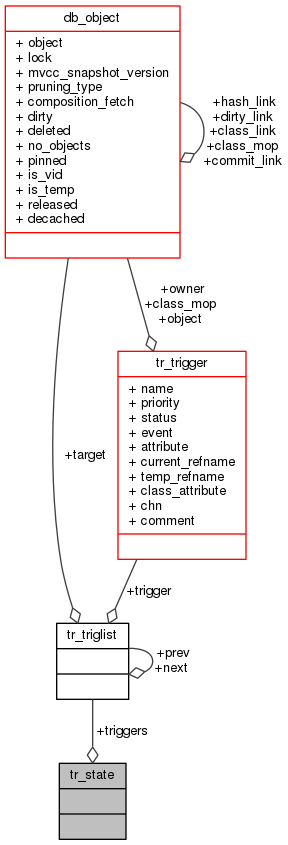 db_object
+ object
+ lock
+ mvcc_snapshot_version
+ pruning_type
+ composition_fetch
+ dirty
+ deleted
+ no_objects
+ pinned
+ is_vid
+ is_temp
+ released
+ decached
+hash_link
+dirty_link
+class_link
+class_mop
+commit_link
+owner
+class_mop
+object
tr_trigger
+ name
+ priority
+ status
+ event
+ attribute
+ current_refname
+ temp_refname
+ class_attribute
+ chn
+ comment
+target
+trigger
tr_triglist
+prev
+next
+triggers
tr_state